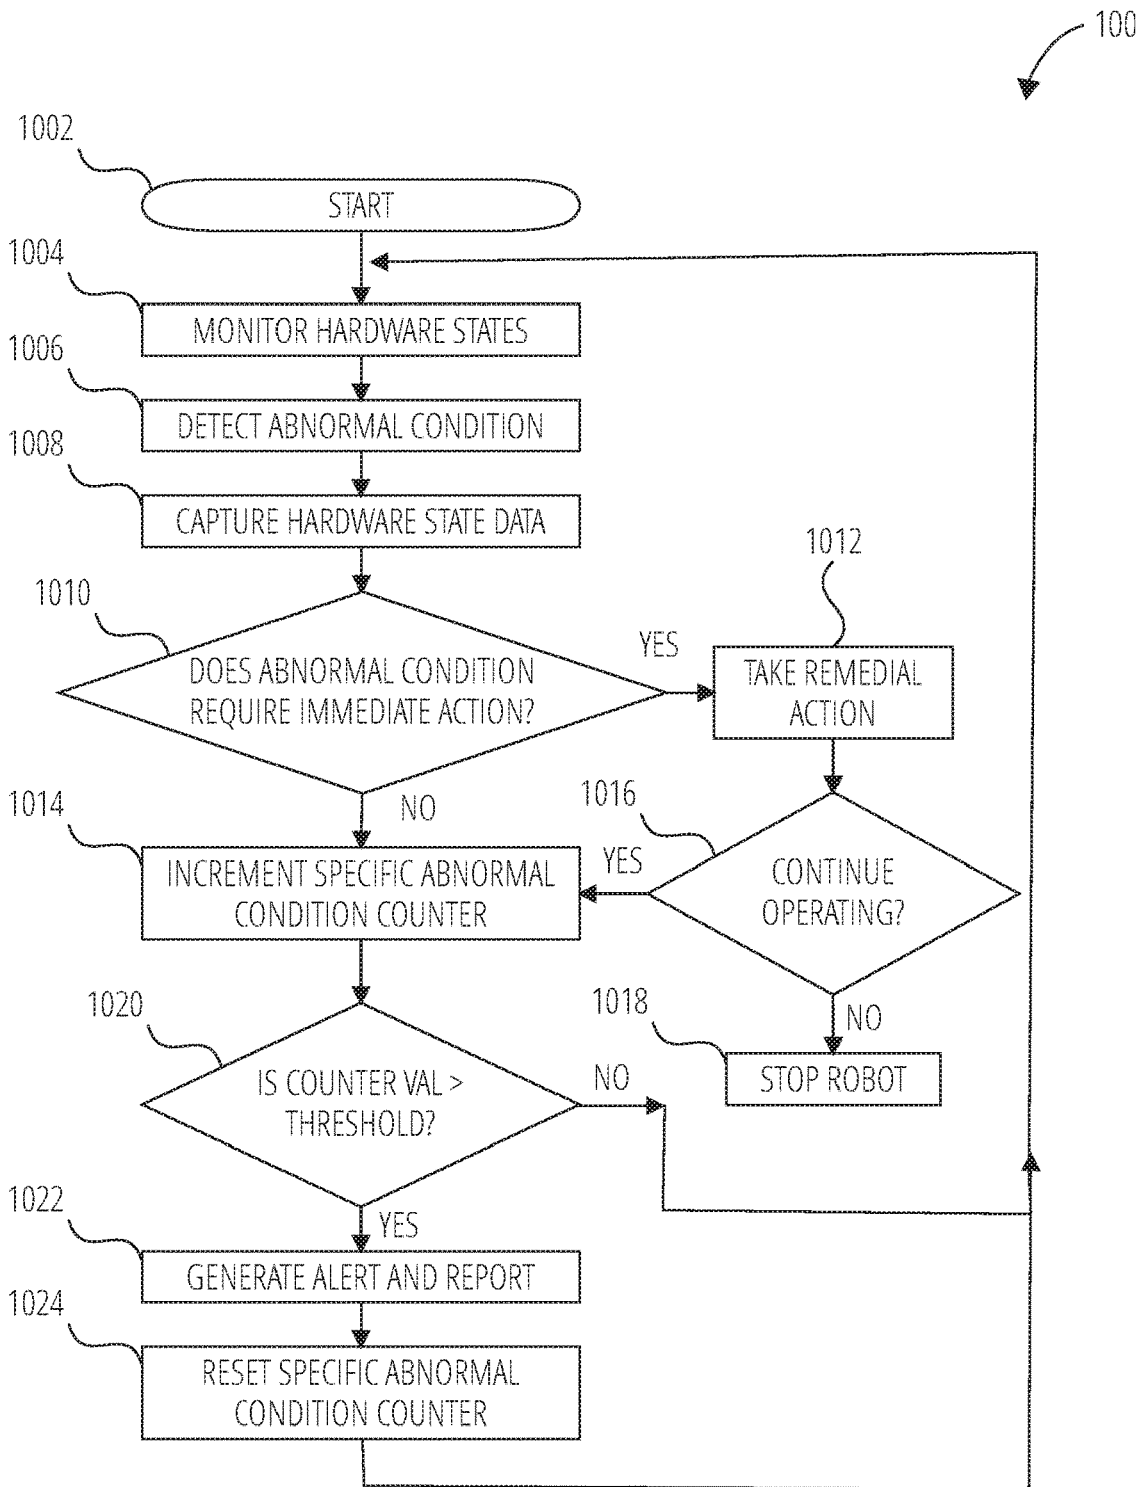 100
1002
START
1004
MONITOR HARDWARE STATES
1006
DETECT ABNORMAL CONDITION
1008
CAPTURE HARDWARE STATE DATA
1010
DOES ABNORMAL CONDITION
REQUIRE IMMEDIATE ACTION?
YES
1012
TAKE REMEDIAL
ACTION
NO
1014
INCREMENT SPECIFIC ABNORMAL
CONDITION COUNTER
YES
1016
CONTINUE
OPERATING?
NO
1018
STOP ROBOT
1020
IS COUNTER VAL >
THRESHOLD?
NO
YES
1022
GENERATE ALERT AND REPORT
1024
RESET SPECIFIC ABNORMAL
CONDITION COUNTER